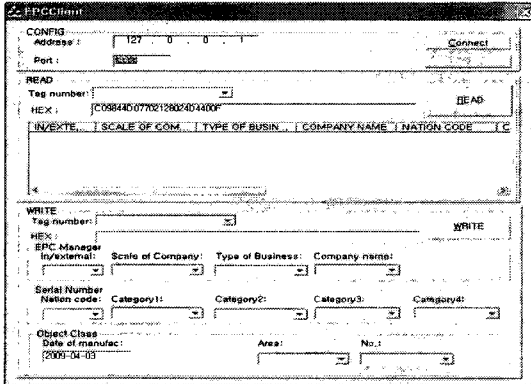 EPCClient
CONFIG
Address : 127 . 0 . 0 . 1
Connect
Port :
READ
Tag number:
READ
HEX : C09844D07702128024D4400F
IN/EXTE... SCALE OF COM... TYPE OF BUSIN... COMPANY NAME NATION CODE C
WRITE
Tag number:
WRITE
HEX :
EPC Manager
In/external: Scale of Company: Type of Business: Company name:
Serial Number
Nation code: Category1: Category2: Category3: Category4:
Object Class
Date of manufac: Area: No.:
2009-04-03